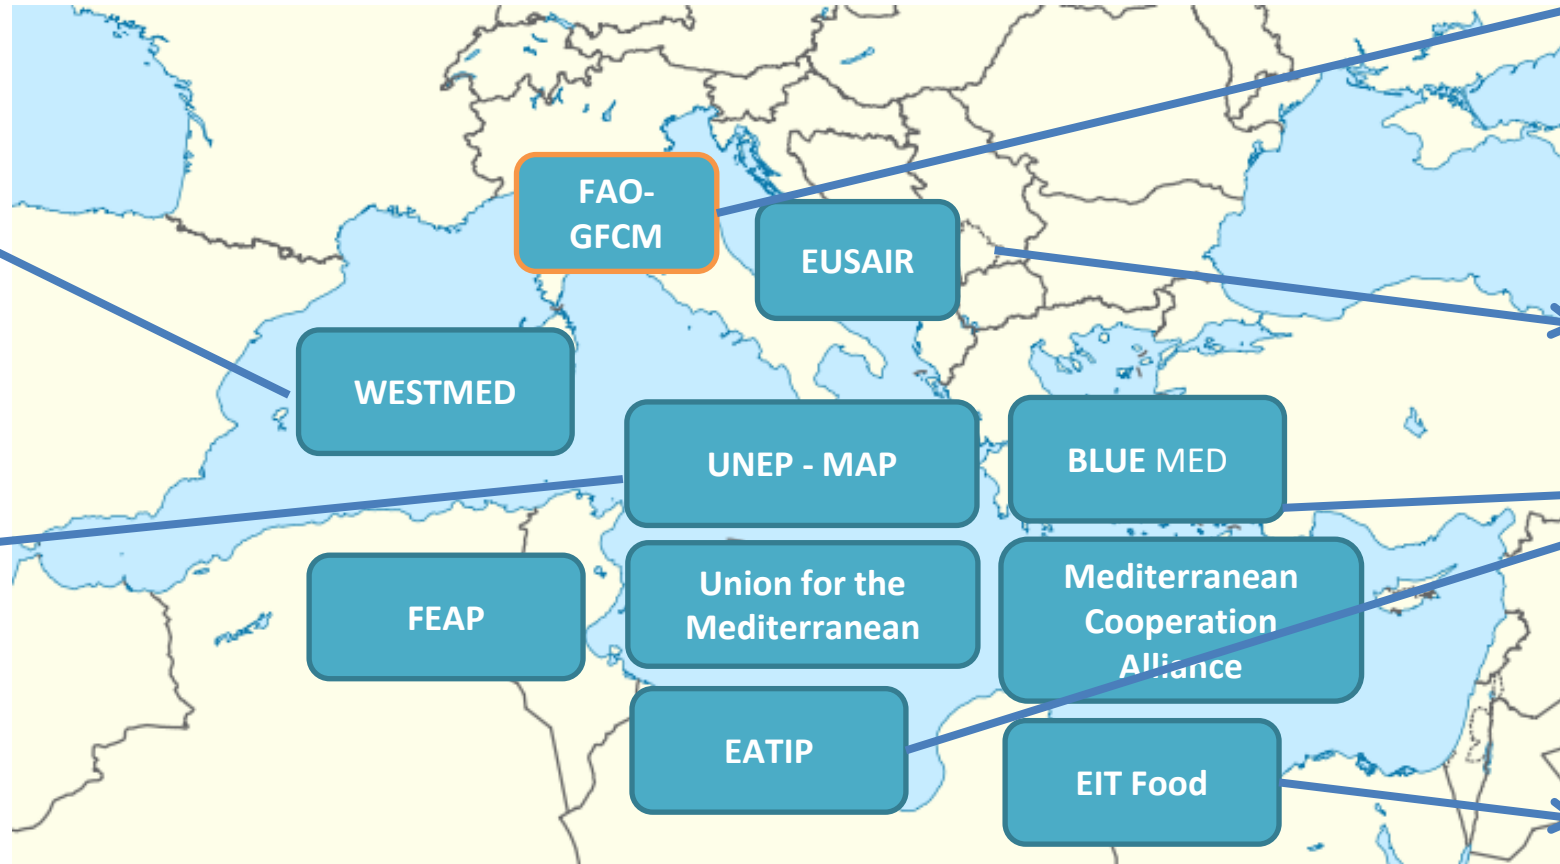 FAO-
GFCM
EUSAIR
WESTMED
UNEP - MAP
BLUE MED
FEAP
Union for the
Mediterranean
Mediterranean
Cooperation
Alliance
EATIP
EIT Food